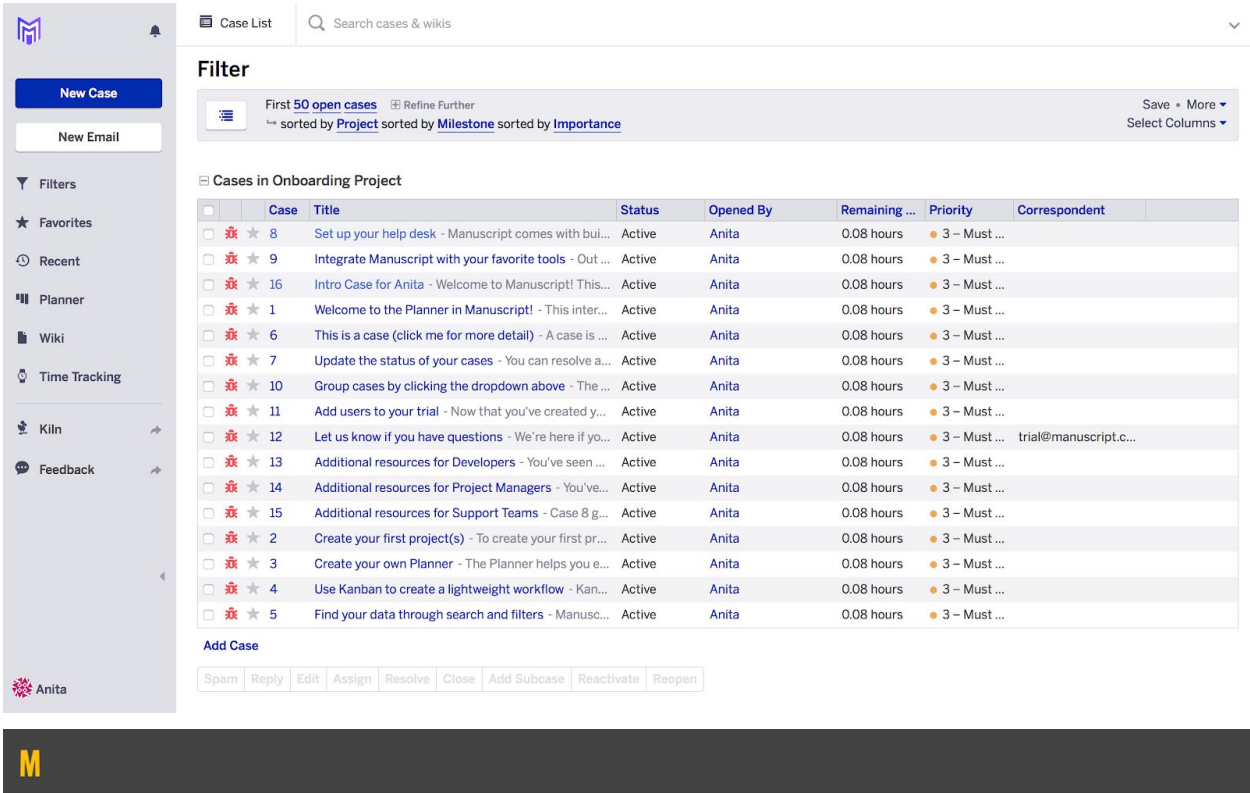 Case List
Search cases & wikis
New Case
New Email
Filters
Favorites
Recent
Planner
Wiki
Time Tracking
Kiln
Feedback
Anita
Filter
First 50 open cases Refine Further
sorted by Project sorted by Milestone sorted by Importance
Save • More
Select Columns
Cases in Onboarding Project
Case Title Status Opened By Remaining ... Priority Correspondent
8 Set up your help desk - Manuscript comes with bui... Active Anita 0.08 hours 3 – Must ...
9 Integrate Manuscript with your favorite tools - Out ... Active Anita 0.08 hours 3 – Must ...
16 Intro Case for Anita - Welcome to Manuscript! This... Active Anita 0.08 hours 3 – Must ...
1 Welcome to the Planner in Manuscript! - This inter... Active Anita 0.08 hours 3 – Must ...
6 This is a case (click me for more detail) - A case is ... Active Anita 0.08 hours 3 – Must ...
7 Update the status of your cases - You can resolve a... Active Anita 0.08 hours 3 – Must ...
10 Group cases by clicking the dropdown above - The ... Active Anita 0.08 hours 3 – Must ...
11 Add users to your trial - Now that you've created y... Active Anita 0.08 hours 3 – Must ...
12 Let us know if you have questions - We're here if yo... Active Anita 0.08 hours 3 – Must ... trial@manuscript.c...
13 Additional resources for Developers - You've seen ... Active Anita 0.08 hours 3 – Must ...
14 Additional resources for Project Managers - You've... Active Anita 0.08 hours 3 – Must ...
15 Additional resources for Support Teams - Case 8 g... Active Anita 0.08 hours 3 – Must ...
2 Create your first project(s) - To create your first pr... Active Anita 0.08 hours 3 – Must ...
3 Create your own Planner - The Planner helps you e... Active Anita 0.08 hours 3 – Must ...
4 Use Kanban to create a lightweight workflow - Kan... Active Anita 0.08 hours 3 – Must ...
5 Find your data through search and filters - Manusc... Active Anita 0.08 hours 3 – Must ...
Add Case
Spam Reply Edit Assign Resolve Close Add Subcase Reactivate Reopen
M